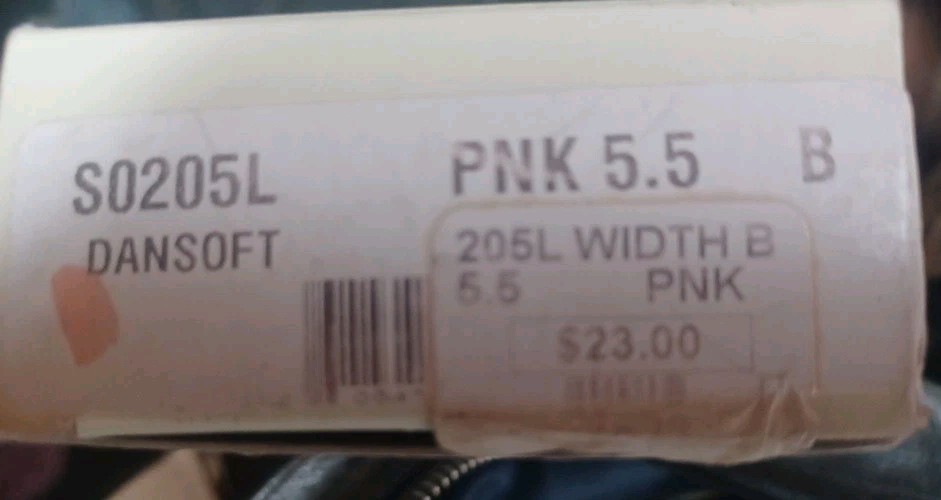 S0205L PNK 5.5 B
DANSOFT
205L WIDTH B
5.5 PNK
$23.00